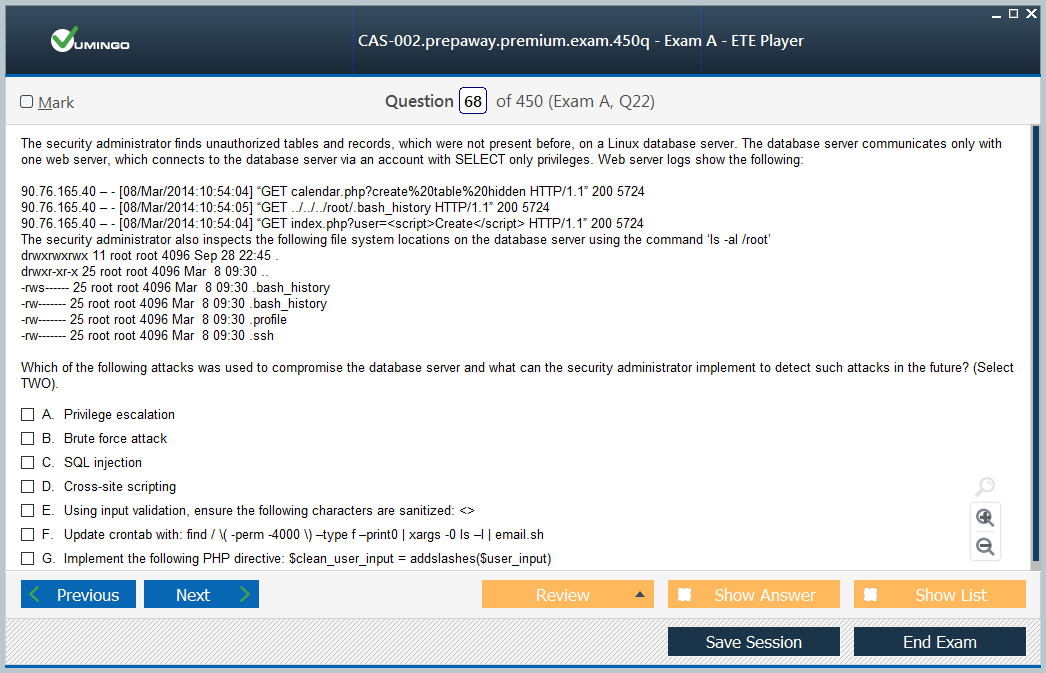 VUMINGO
CAS-002.prepaway.premium.exam.450q - Exam A - ETE Player
Mark
Question 68 of 450 (Exam A, Q22)
The security administrator finds unauthorized tables and records, which were not present before, on a Linux database server. The database server communicates only with
one web server, which connects to the database server via an account with SELECT only privileges. Web server logs show the following:
90.76.165.40 – - [08/Mar/2014:10:54:04] “GET calendar.php?create%20table%20hidden HTTP/1.1” 200 5724
90.76.165.40 – - [08/Mar/2014:10:54:05] “GET ../../../root/.bash_history HTTP/1.1” 200 5724
90.76.165.40 – - [08/Mar/2014:10:54:04] “GET index.php?user=<script>Create</script> HTTP/1.1” 200 5724
The security administrator also inspects the following file system locations on the database server using the command ‘ls -al /root’
drwxrwxrwx 11 root root 4096 Sep 28 22:45 .
drwxr-xr-x 25 root root 4096 Mar  8 09:30 ..
-rws------ 25 root root 4096 Mar  8 09:30 .bash_history
-rw------- 25 root root 4096 Mar  8 09:30 .bash_history
-rw------- 25 root root 4096 Mar  8 09:30 .profile
-rw------- 25 root root 4096 Mar  8 09:30 .ssh
Which of the following attacks was used to compromise the database server and what can the security administrator implement to detect such attacks in the future? (Select
TWO).
A. Privilege escalation
B. Brute force attack
C. SQL injection
D. Cross-site scripting
E. Using input validation, ensure the following characters are sanitized: <>
F. Update crontab with: find / \( -perm -4000 \) –type f –print0 | xargs -0 ls –l | email.sh
G. Implement the following PHP directive: $clean_user_input = addslashes($user_input)
Previous Next Review Show Answer Show List
Save Session End Exam